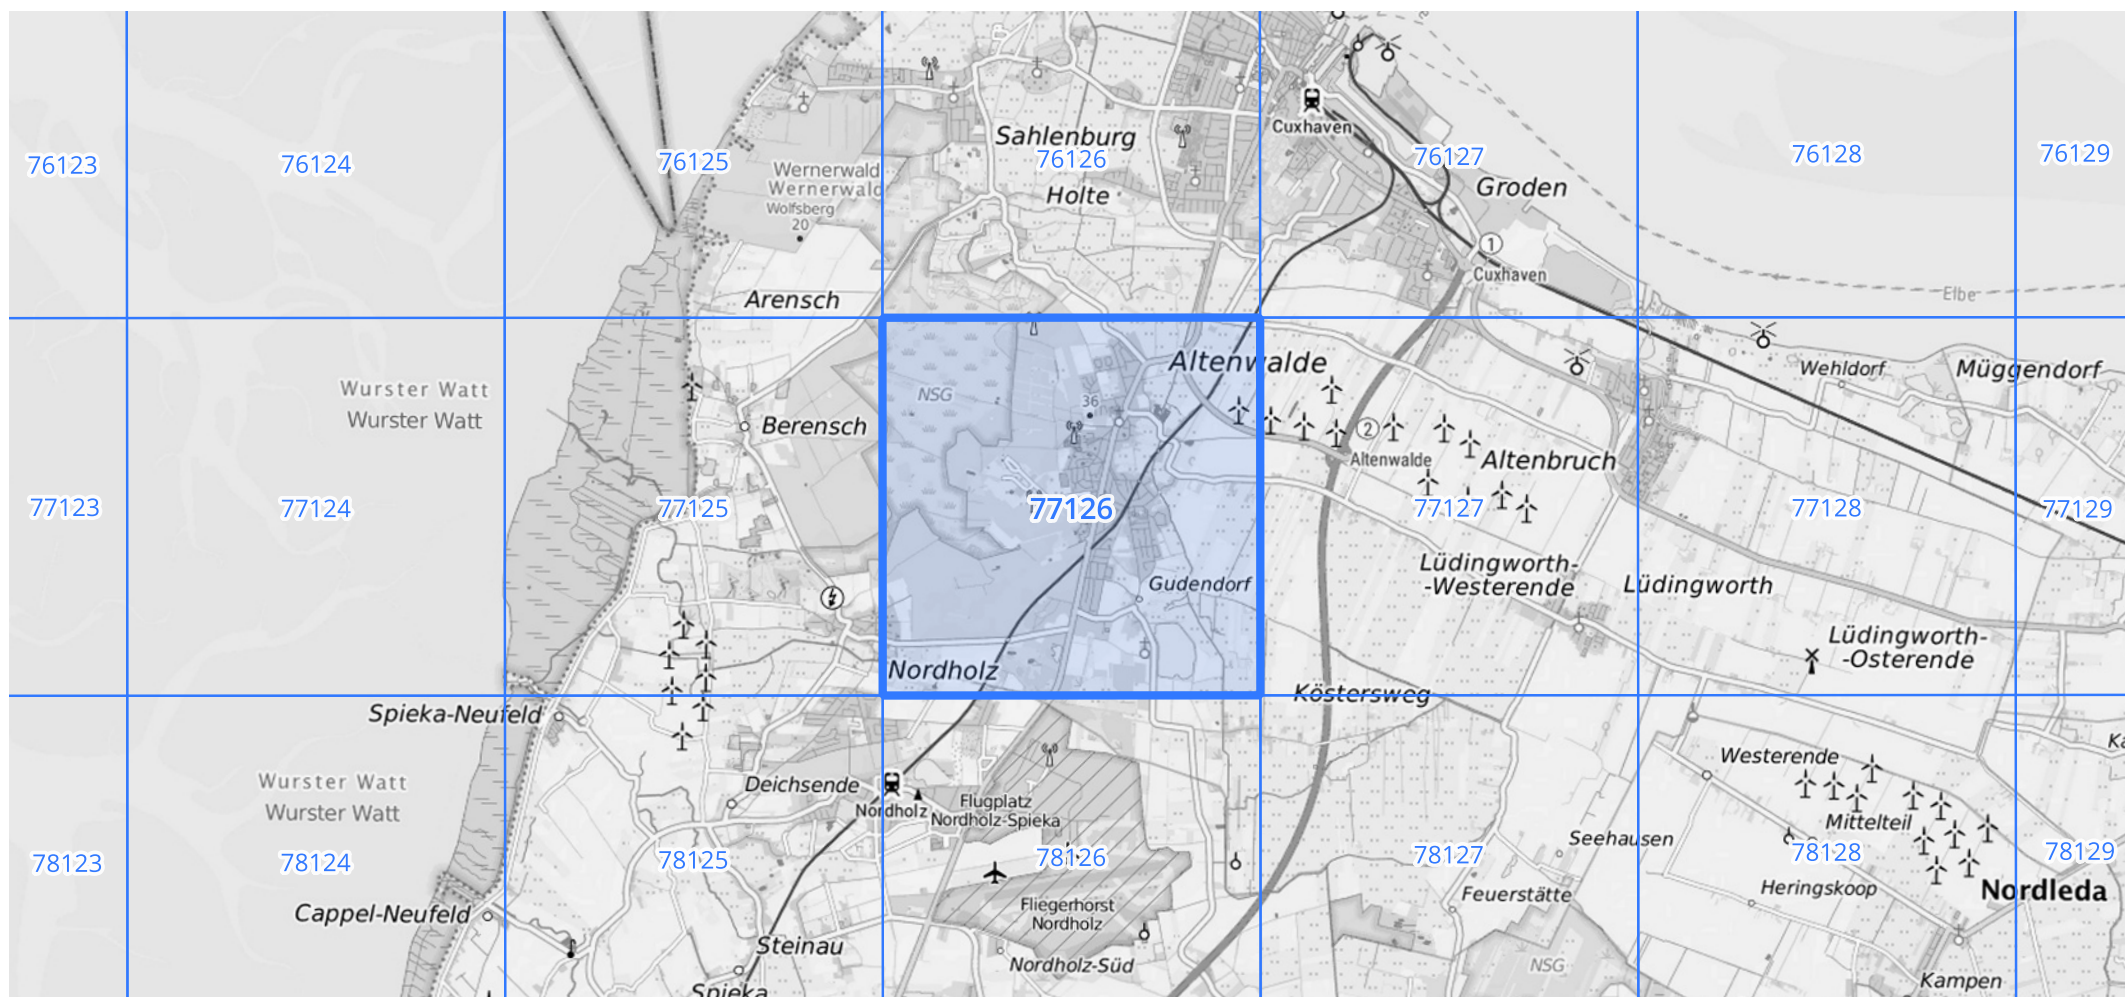 Sahlenburg
Cuxhaven
76123
76124
76125
Wernerwald
Wernerwald
Wolfsberg
20
76126
Holte
76127
Groden
76128
76129
1
Cuxhaven
Elbe
Arensch
Wurster Watt
Wurster Watt
Berensch
NSG
36
Altenwalde
2
Altenwalde
Altenbruch
Wehldorf
Müggendorf
77123
77124
77125
77126
77127
77128
77129
Gudendorf
Lüdingworth-
-Westerende
Lüdingworth
Lüdingworth-
-Osterende
Nordholz
Köstersweg
Spieka-Neufeld
Wurster Watt
Wurster Watt
Deichsende
Nordholz
Flugplatz
Nordholz-Spieka
Westerende
Mittelteil
Seehausen
78123
78124
78125
78126
78127
78128
78129
Heringskoop
Nordleda
Feuerstätte
Cappel-Neufeld
Fliegerhorst
Nordholz
Steinau
Nordholz-Süd
NSG
Kampen
Spieka